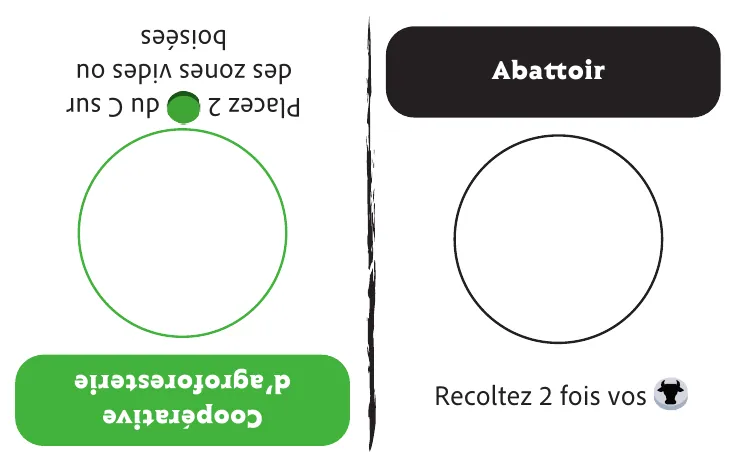 Coopérative
d'agroforesterie
Placez 2 du C sur
des zones vides ou
boisées
Abattoir
Recoltez 2 fois vos